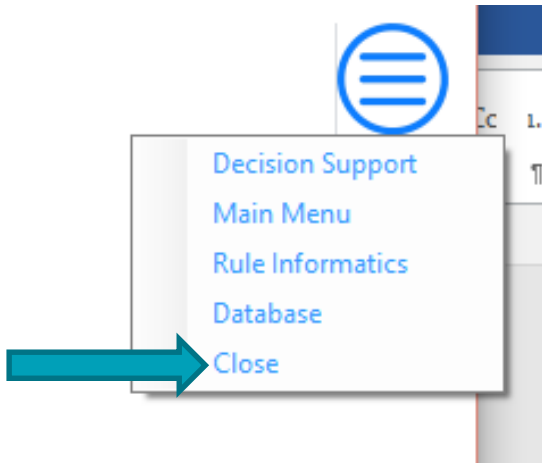 Decision Support
Main Menu
Rule Informatics
Database
Close